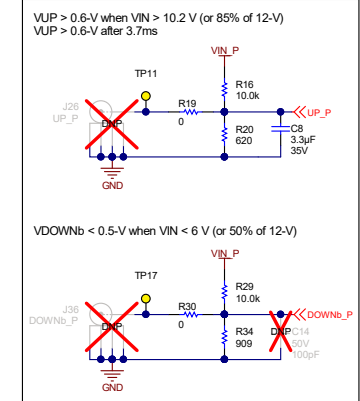 VUP > 0.6-V when VIN > 10.2 V (or 85% of 12-V)
VUP > 0.6-V after 3.7ms
VIN_P
TP11
R16
10.0k
J26
UP_P
DNP
R19
0
UP_P
R20
620
C8
3.3µF
35V
GND
VDOWNb < 0.5-V when VIN < 6 V (or 50% of 12-V)
VIN_P
TP17
R29
10.0k
J36
DOWNb_P
DNP
R30
0
DOWNb_P
R34
909
DNP
C14
50V
100pF
GND